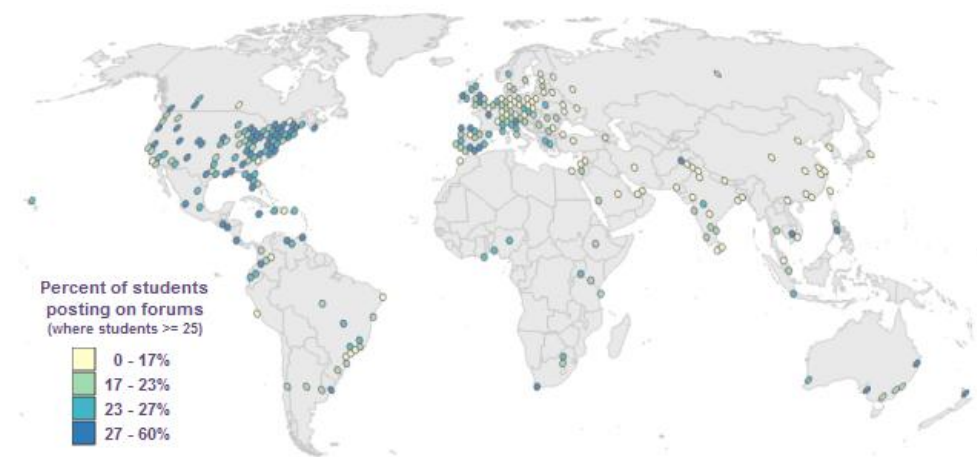 Percent of students
posting on forums
(where students >= 25)
0 - 17%
17 - 23%
23 - 27%
27 - 60%